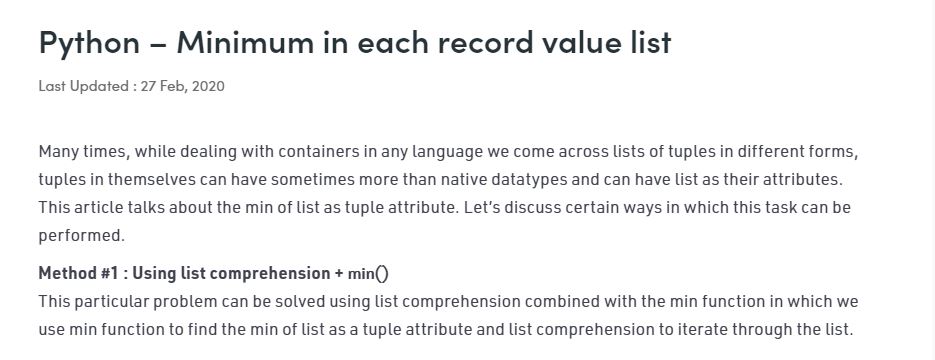 Python – Minimum in each record value list
Last Updated : 27 Feb, 2020
Many times, while dealing with containers in any language we come across lists of tuples in different forms,
tuples in themselves can have sometimes more than native datatypes and can have list as their attributes.
This article talks about the min of list as tuple attribute. Let’s discuss certain ways in which this task can be
performed.
Method #1 : Using list comprehension + min()
This particular problem can be solved using list comprehension combined with the min function in which we
use min function to find the min of list as a tuple attribute and list comprehension to iterate through the list.